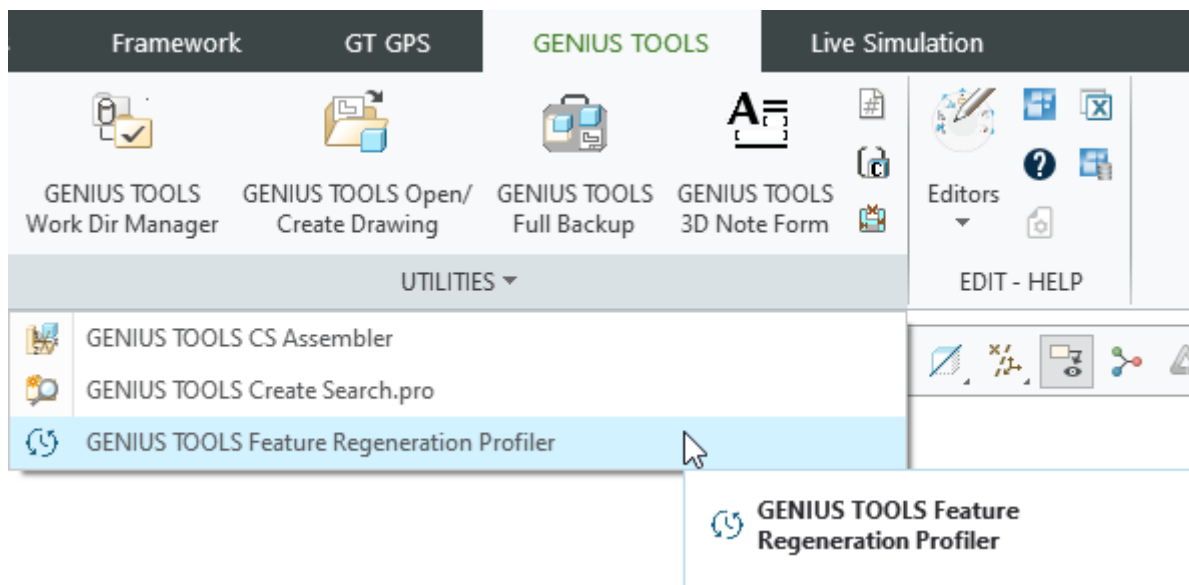 Framework GT GPS GENIUS TOOLS Live Simulation
GENIUS TOOLS
Work Dir Manager
GENIUS TOOLS Open/
Create Drawing
GENIUS TOOLS
Full Backup
A
GENIUS TOOLS
3D Note Form
#
c
Editors
?
X
UTILITIES
EDIT - HELP
GENIUS TOOLS CS Assembler
GENIUS TOOLS Create Search.pro
GENIUS TOOLS Feature Regeneration Profiler
GENIUS TOOLS Feature
Regeneration Profiler